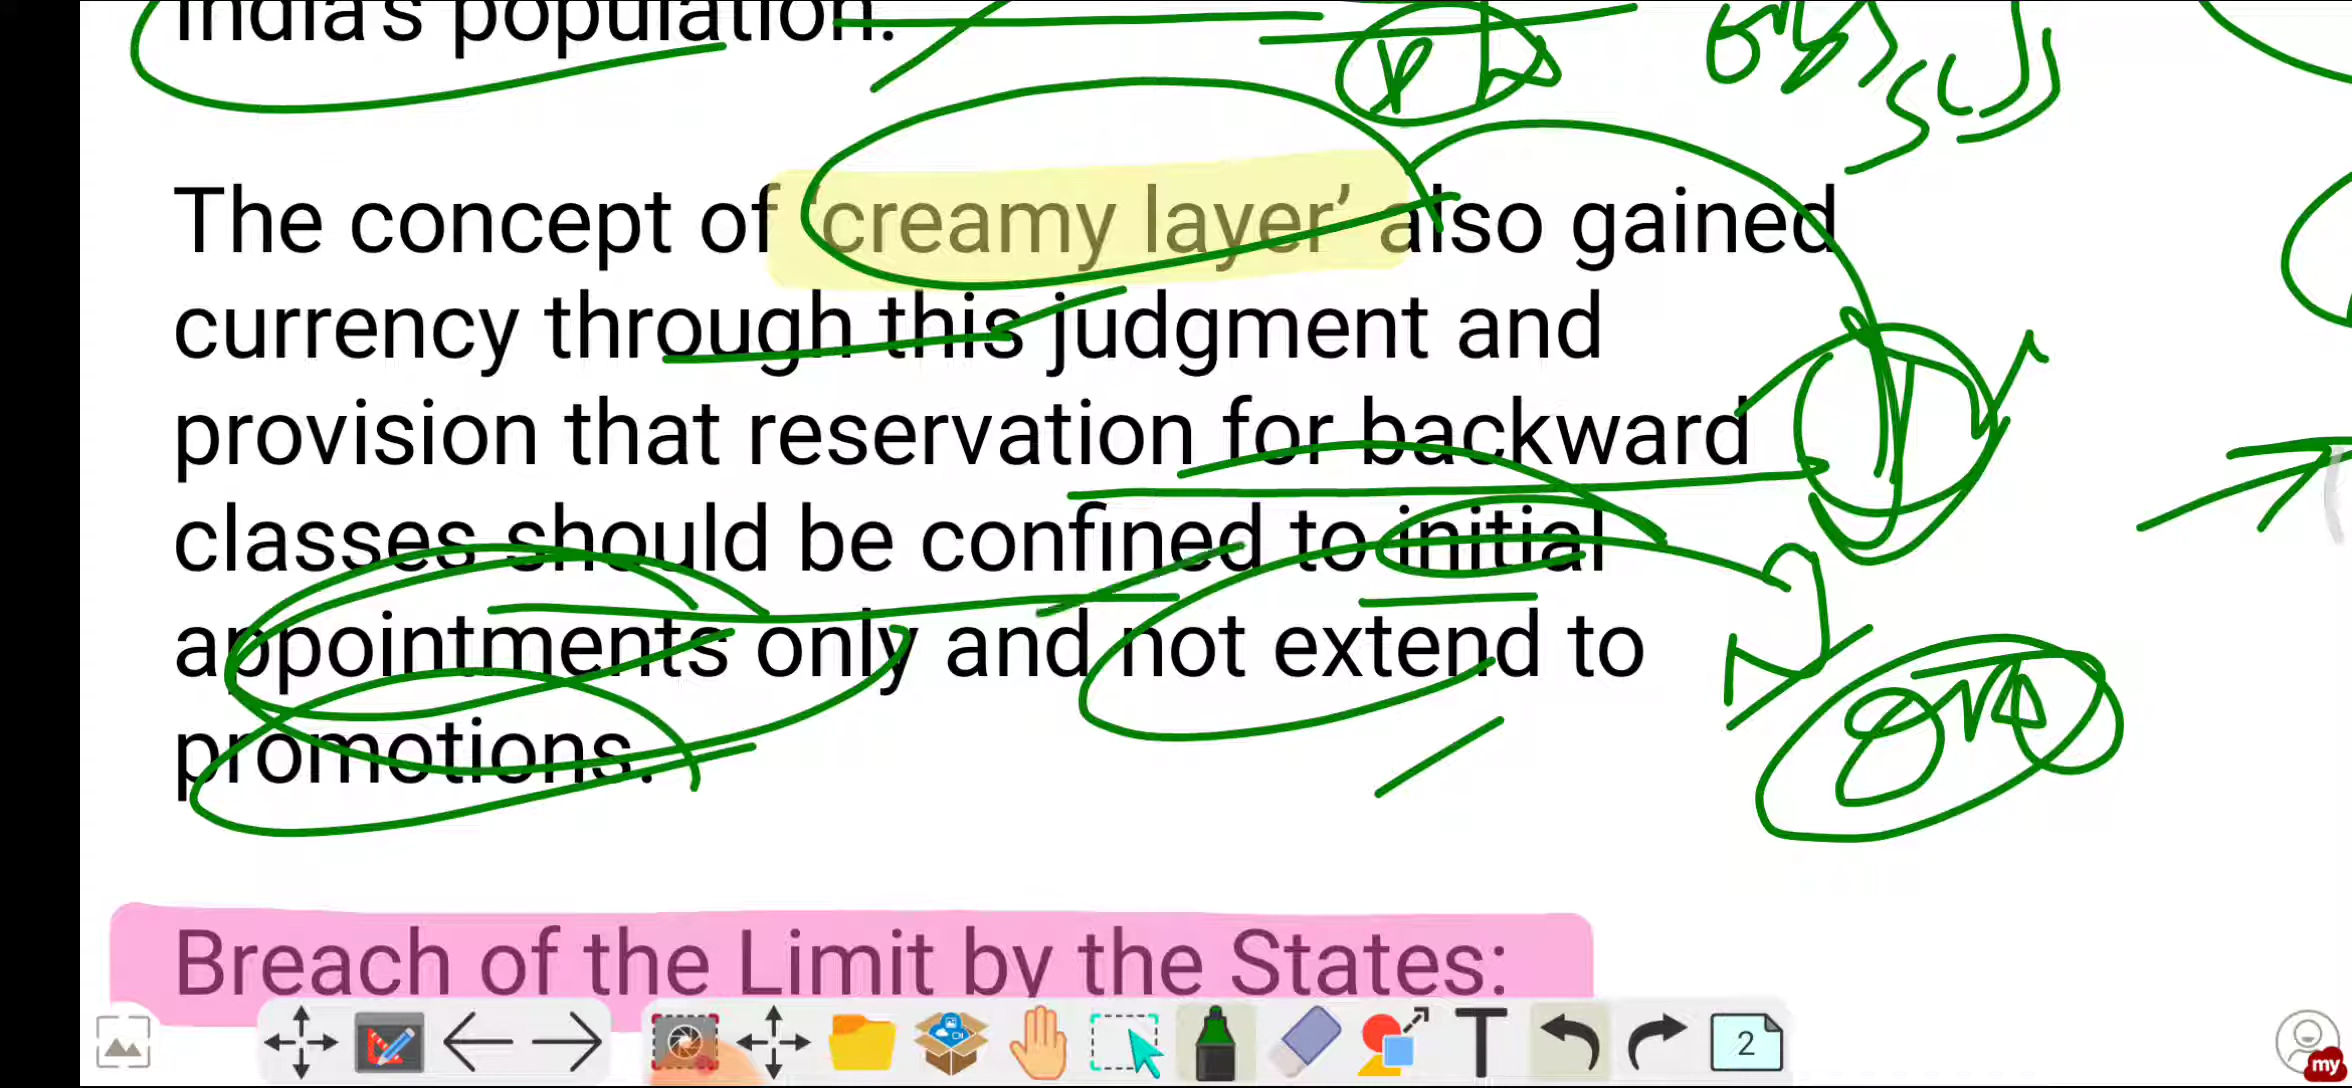 India's population.
The concept of 'creamy layer' also gained
currency through this judgment and
provision that reservation for backward
classes should be confined to initial
appointments only and not extend to
promotions.
Breach of the Limit by the States:
2
my